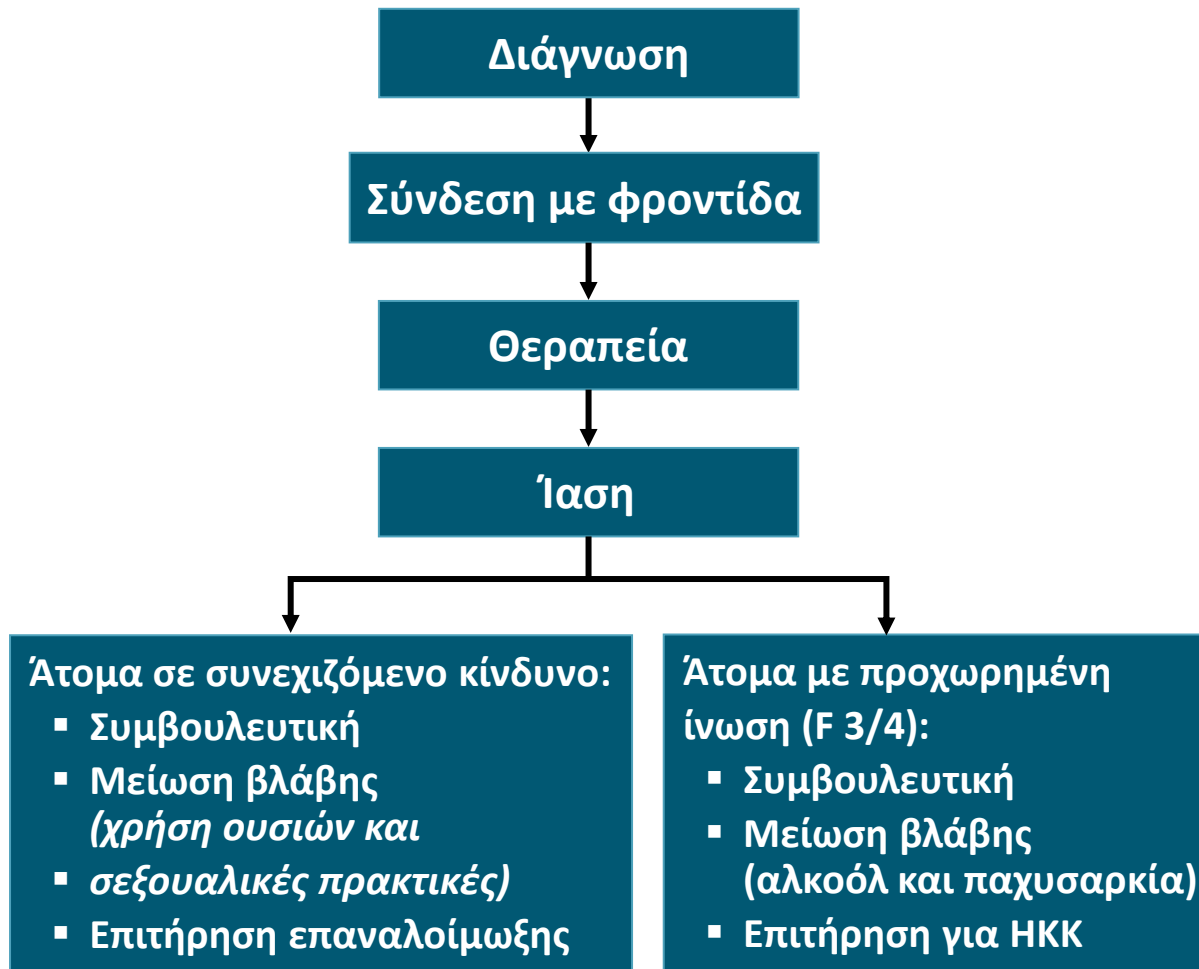 Διάγνωση
Σύνδεση με φροντίδα
Θεραπεία
Ίαση
Άτομα σε συνεχιζόμενο κίνδυνο:
▪ Συμβουλευτική
▪ Μείωση βλάβης
(χρήση ουσιών και
▪ σεξουαλικές πρακτικές)
▪ Επιτήρηση επαναλοίμωξης
Άτομα με προχωρημένη
ίνωση (F 3/4):
▪ Συμβουλευτική
▪ Μείωση βλάβης
(αλκοόλ και παχυσαρκία)
▪ Επιτήρηση για ΗΚΚ